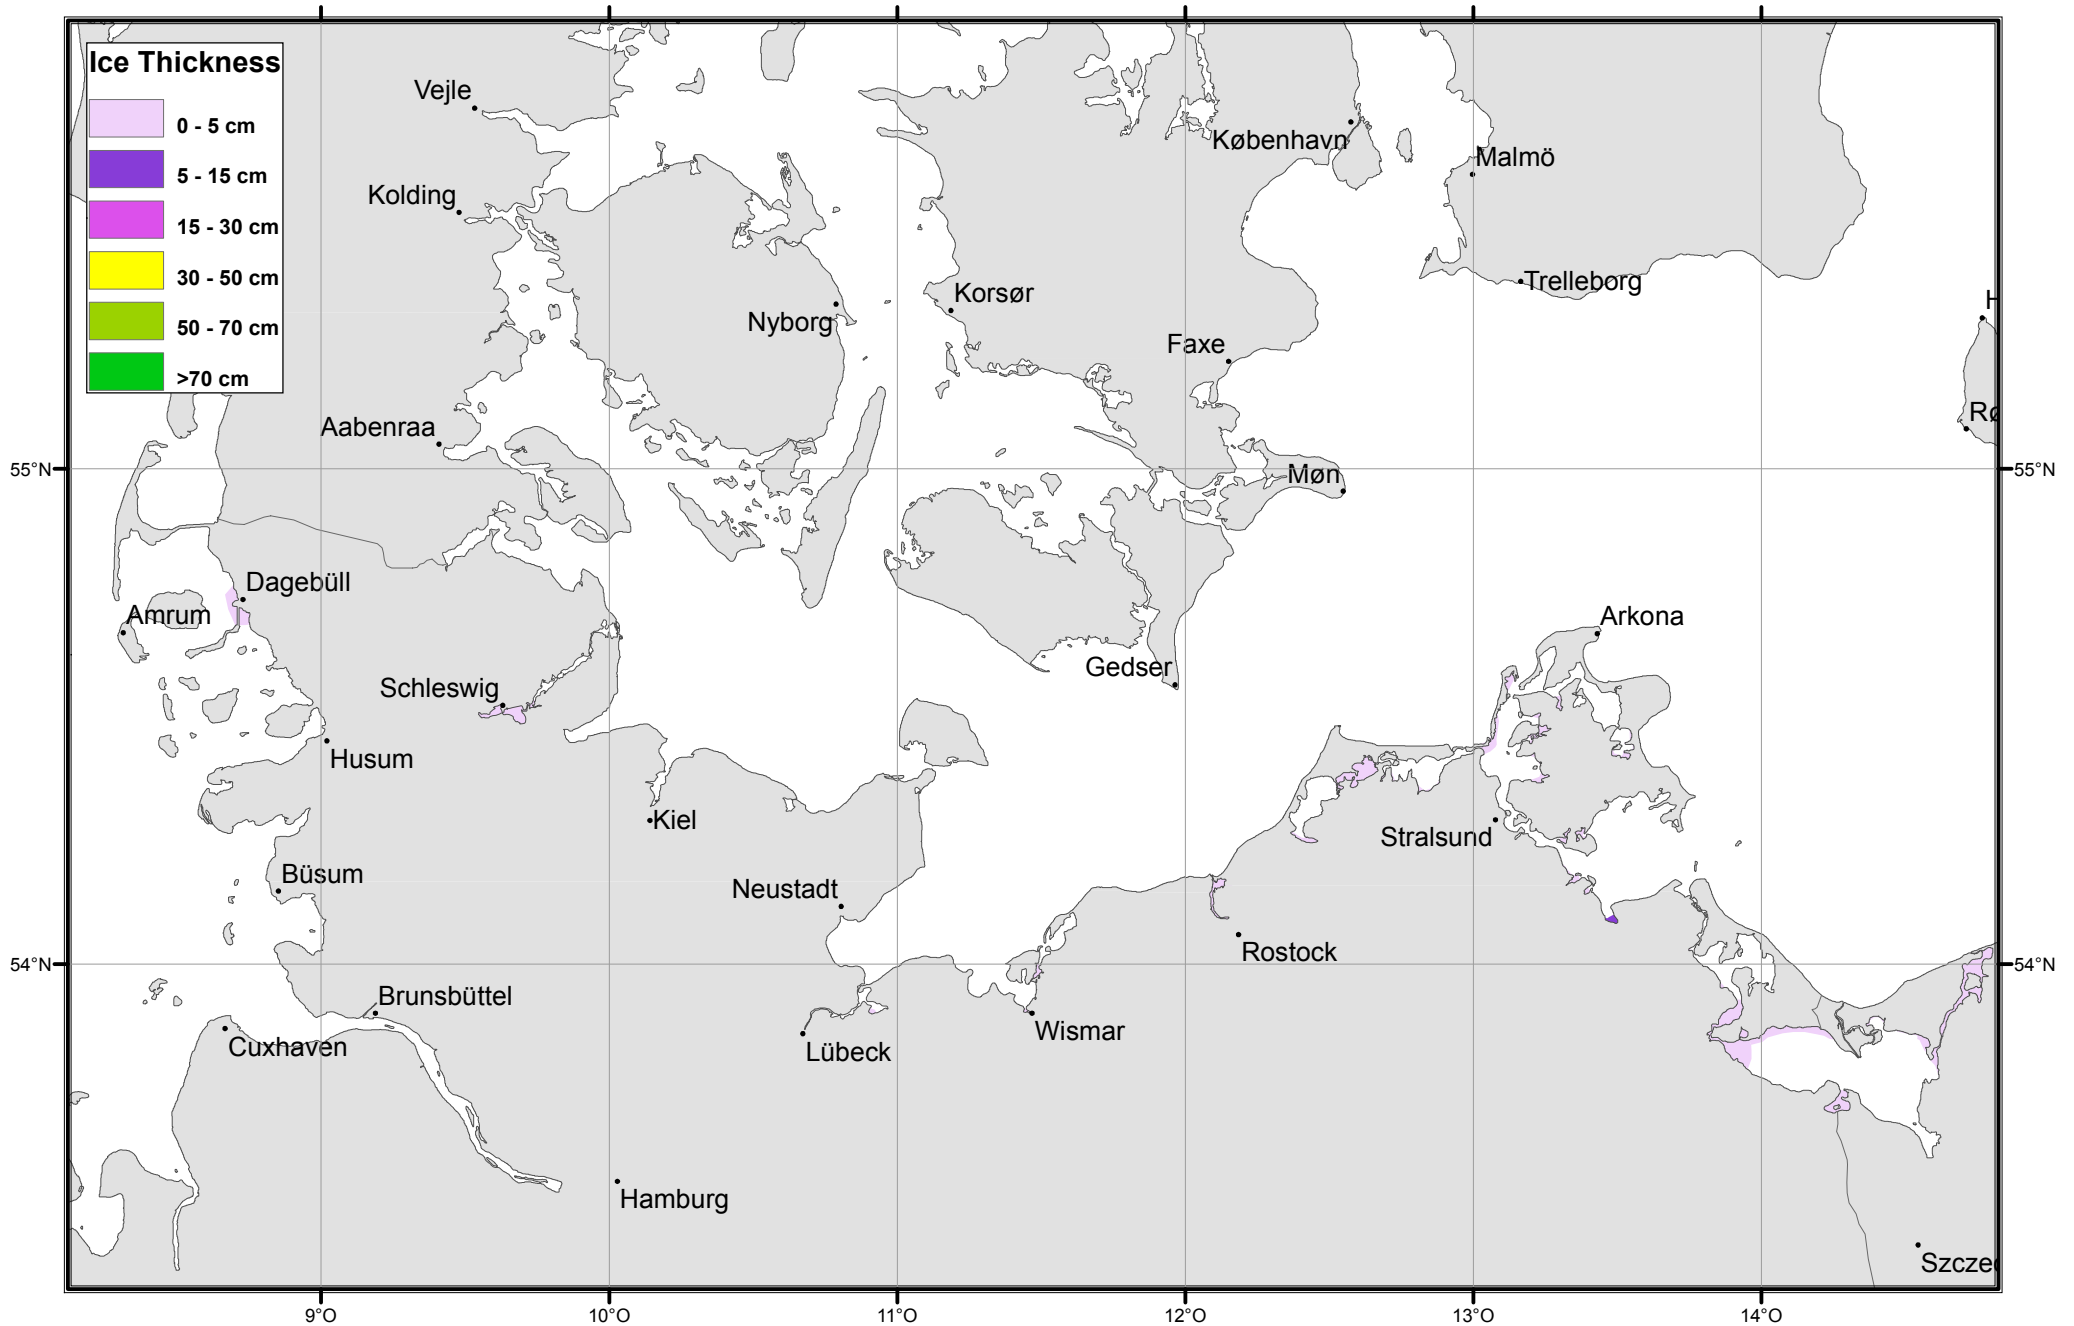 Ice Thickness
0 - 5 cm
5 - 15 cm
15 - 30 cm
30 - 50 cm
50 - 70 cm
>70 cm
Vejle
København
Malmö
Kolding
Trelleborg
Korsør
H
Nyborg
Faxe
Rø
Aabenraa
55°N
55°N
Møn
Dagebüll
Amrum
Arkona
Gedser
Schleswig
Husum
Kiel
Stralsund
Büsum
Neustadt
Rostock
54°N
54°N
Brunsbüttel
Wismar
Cuxhaven
Lübeck
Hamburg
Szcze
9°O
10°O
11°O
12°O
13°O
14°O